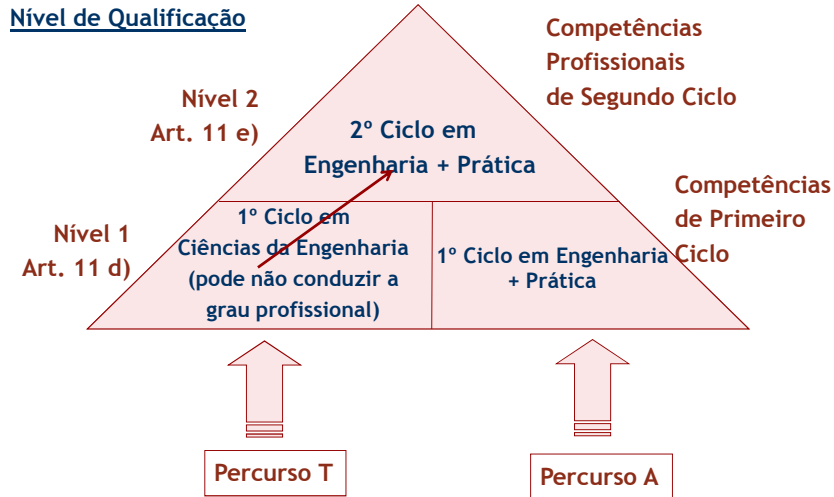 Nível de Qualificação
Competências
Profissionais
de Segundo Ciclo
Nível 2
Art. 11 e)
2º Ciclo em
Engenharia + Prática
Competências
de Primeiro
Ciclo
Nível 1
Art. 11 d)
1º Ciclo em
Ciências da Engenharia
(pode não conduzir a
grau profissional)
1º Ciclo em Engenharia
+ Prática
Percurso T
Percurso A